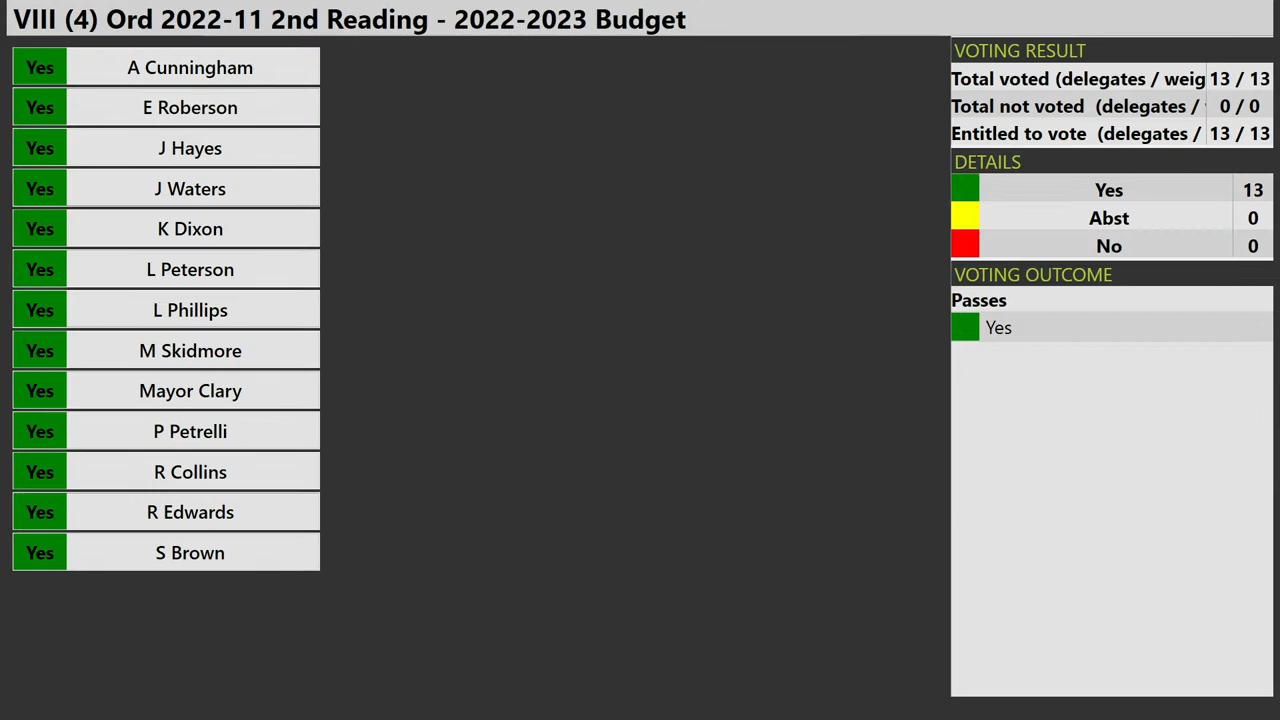 VIII (4) Ord 2022-11 2nd Reading - 2022-2023 Budget
Yes A Cunningham
Yes E Roberson
Yes J Hayes
Yes J Waters
Yes K Dixon
Yes L Peterson
Yes L Phillips
Yes M Skidmore
Yes Mayor Clary
Yes P Petrelli
Yes R Collins
Yes R Edwards
Yes S Brown
VOTING RESULT
Total voted (delegates / weig 13 / 13
Total not voted (delegates / 0 / 0
Entitled to vote (delegates / 13 / 13
DETAILS
Yes 13
Abst 0
No 0
VOTING OUTCOME
Passes
Yes